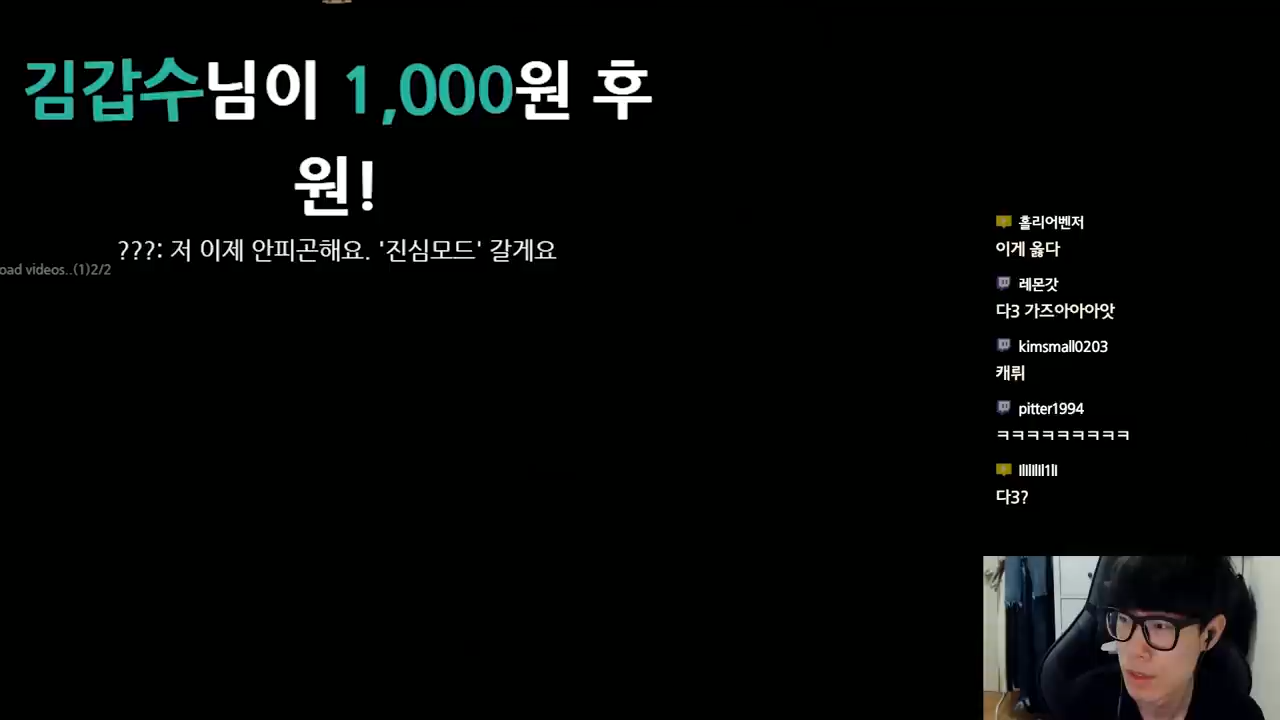 김갑수님이 1,000원 후
원!
???: 저 이제 안피곤해요. '진심모드' 갈게요
oad videos..(1)2/2
홀리어벤저
이게 옳다
레몬갓
다3 가즈아아아앗
kimsmall0203
캐뤼
pitter1994
ㅋㅋㅋㅋㅋㅋㅋㅋㅋ
다3?